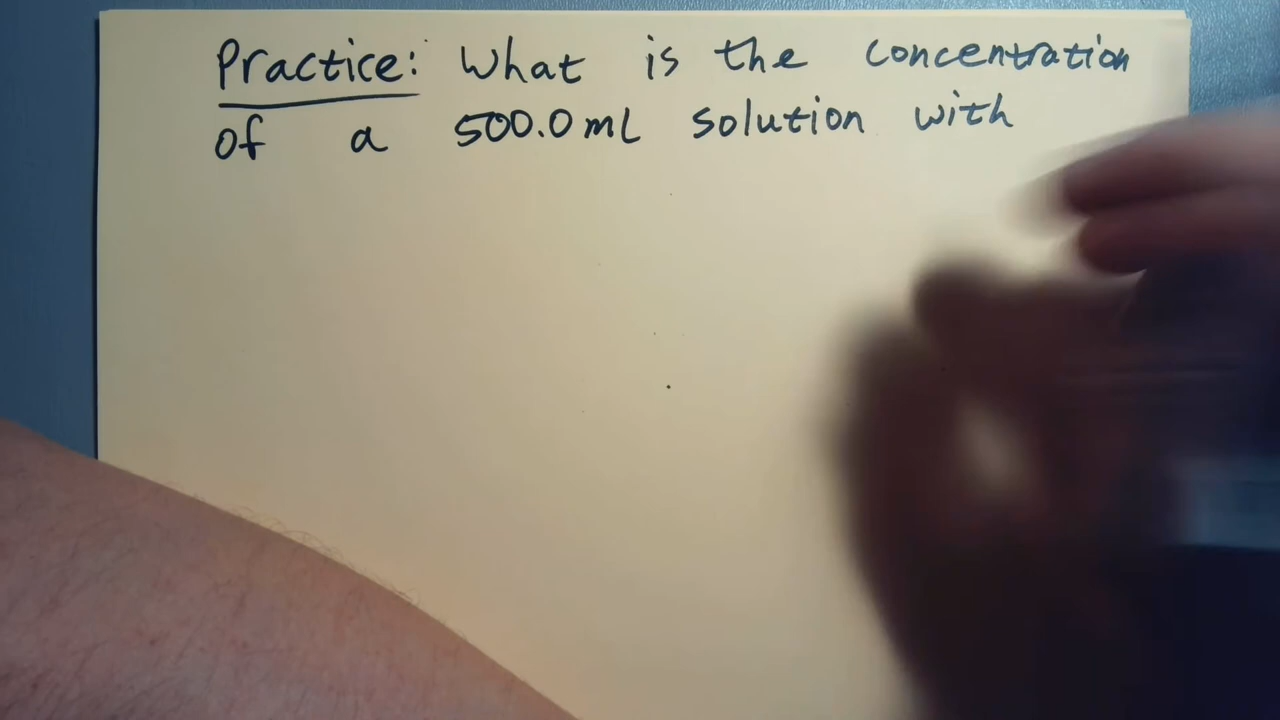 Practice: What is the concentration
of a 500.0 mL solution with